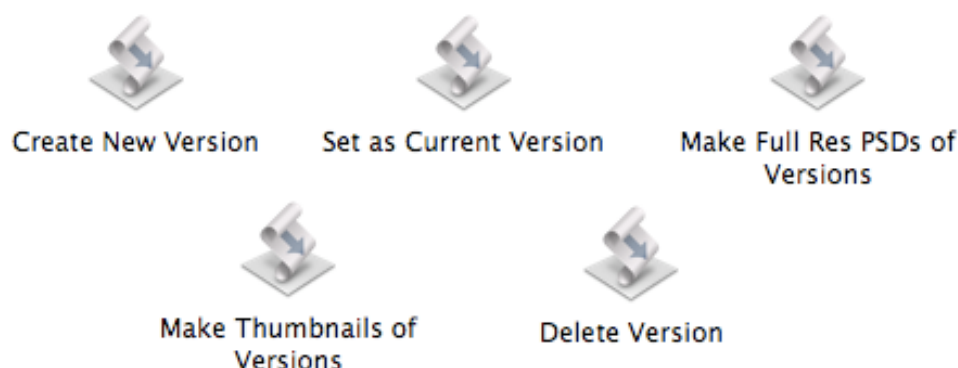 Create New Version
Set as Current Version
Make Full Res PSDs of
Versions
Make Thumbnails of
Versions
Delete Version